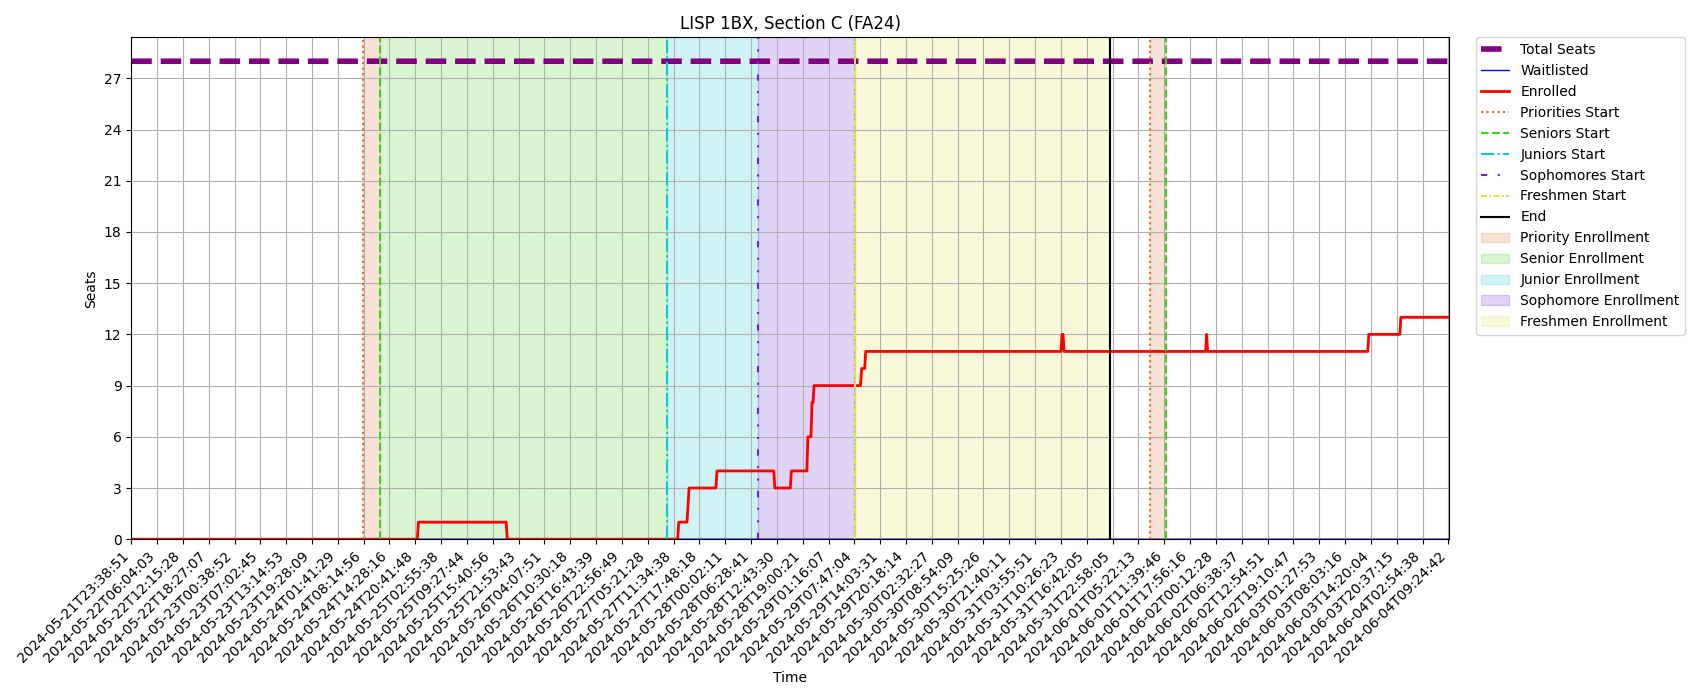 LISP 1BX, Section C (FA24)
Total Seats
Waitlisted
Enrolled
Priorities Start
Seniors Start
Juniors Start
Sophomores Start
Freshmen Start
End
Priority Enrollment
Senior Enrollment
Junior Enrollment
Sophomore Enrollment
Freshmen Enrollment
Seats
27
24
21
18
15
12
9
6
3
0
2024-05-21T23:38:51
2024-05-22T06:04:03
2024-05-22T12:15:28
2024-05-22T18:27:07
2024-05-23T00:38:52
2024-05-23T07:02:45
2024-05-23T13:14:53
2024-05-23T19:28:09
2024-05-24T01:41:29
2024-05-24T08:14:56
2024-05-24T14:28:16
2024-05-24T20:41:48
2024-05-25T02:55:38
2024-05-25T09:27:44
2024-05-25T15:40:56
2024-05-25T21:53:43
2024-05-26T04:07:51
2024-05-26T10:30:18
2024-05-26T16:43:39
2024-05-26T22:56:49
2024-05-27T05:21:28
2024-05-27T11:34:38
2024-05-27T17:48:18
2024-05-28T00:02:11
2024-05-28T06:28:41
2024-05-28T12:43:30
2024-05-28T19:00:21
2024-05-29T01:16:07
2024-05-29T07:47:04
2024-05-29T14:03:31
2024-05-29T20:18:14
2024-05-30T02:32:27
2024-05-30T08:54:09
2024-05-30T15:25:26
2024-05-30T21:40:11
2024-05-31T03:55:51
2024-05-31T10:26:23
2024-05-31T16:42:05
2024-05-31T22:58:05
2024-06-01T05:22:13
2024-06-01T11:39:46
2024-06-01T17:56:16
2024-06-02T00:12:28
2024-06-02T06:38:37
2024-06-02T12:54:51
2024-06-02T19:10:47
2024-06-03T01:27:53
2024-06-03T08:03:16
2024-06-03T14:20:04
2024-06-03T20:37:15
2024-06-04T02:54:38
2024-06-04T09:24:42
Time